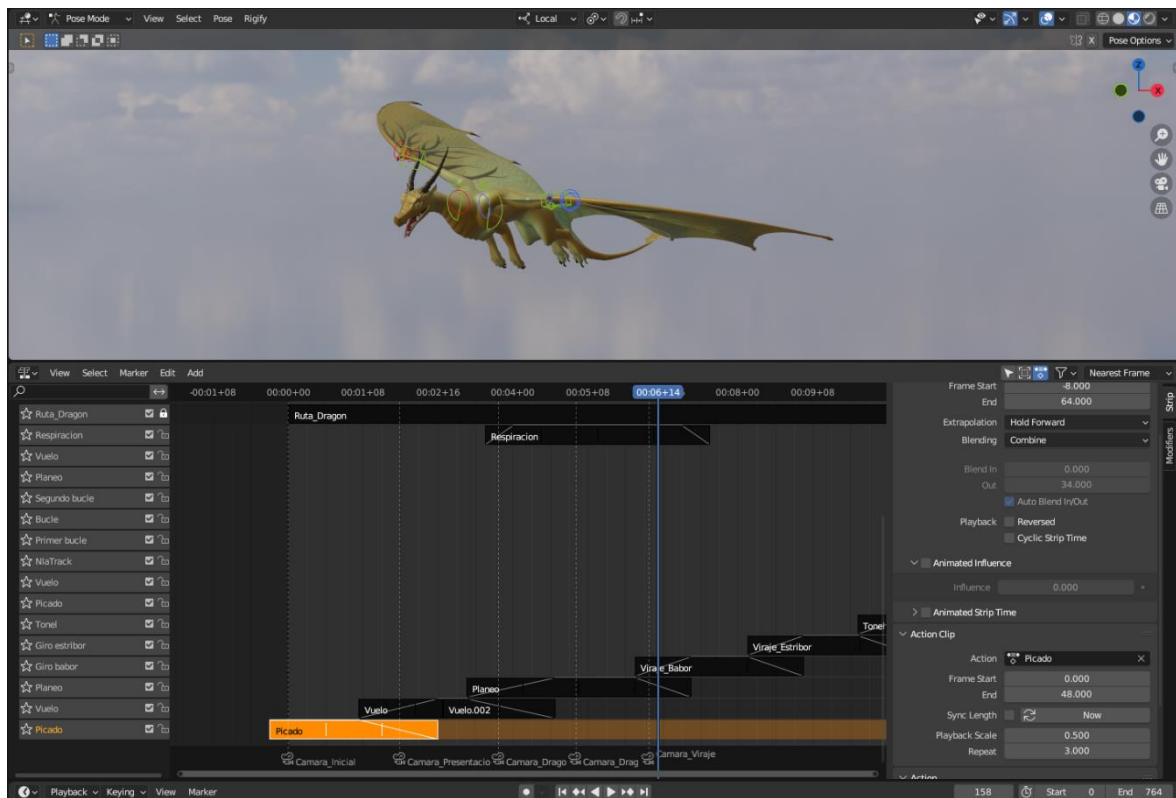 Pose Mode View Select Pose Rigify Local
X Pose Options
Z
X
View Select Marker Edit Add Nearest Frame
-00:01+08 00:00+00 00:01+08 00:02+16 00:04+00 00:05+08 00:06+14 00:08+00 00:09+08
Ruta_Dragon
Respiracion
Vuelo
Planeo
Segundo bucle
Bucle
Primer bucle
NlaTrack
Vuelo
Picado
Tonel
Giro estribor
Giro babor
Planeo
Vuelo
Picado
Ruta_Dragon
Respiracion
Tonel
Viraje_Estribor
Viraje_Babor
Planeo
Vuelo Vuelo.002
Picado
Camara_Inicial Camara_Presentacio Camara_Drago Camara_Drag Camara_Viraje
Frame Start -8.000
End 64.000
Extrapolation Hold Forward
Blending Combine
Blend In 0.000
Out 34.000
Auto Blend In/Out
Playback Reversed
Cyclic Strip Time
Animated Influence
Influence 0.000
Animated Strip Time
Action Clip
Action Picado
Frame Start 0.000
End 48.000
Sync Length Now
Playback Scale 0.500
Repeat 3.000
Action
Strip
Modifiers
Playback Keying View Marker 158 Start 0 End 764